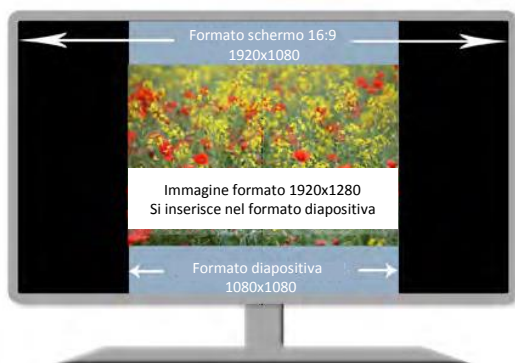 Formato schermo 16:9
1920x1080
Immagine formato 1920x1280
Si inserisce nel formato diapositiva
Formato diapositiva
1080x1080